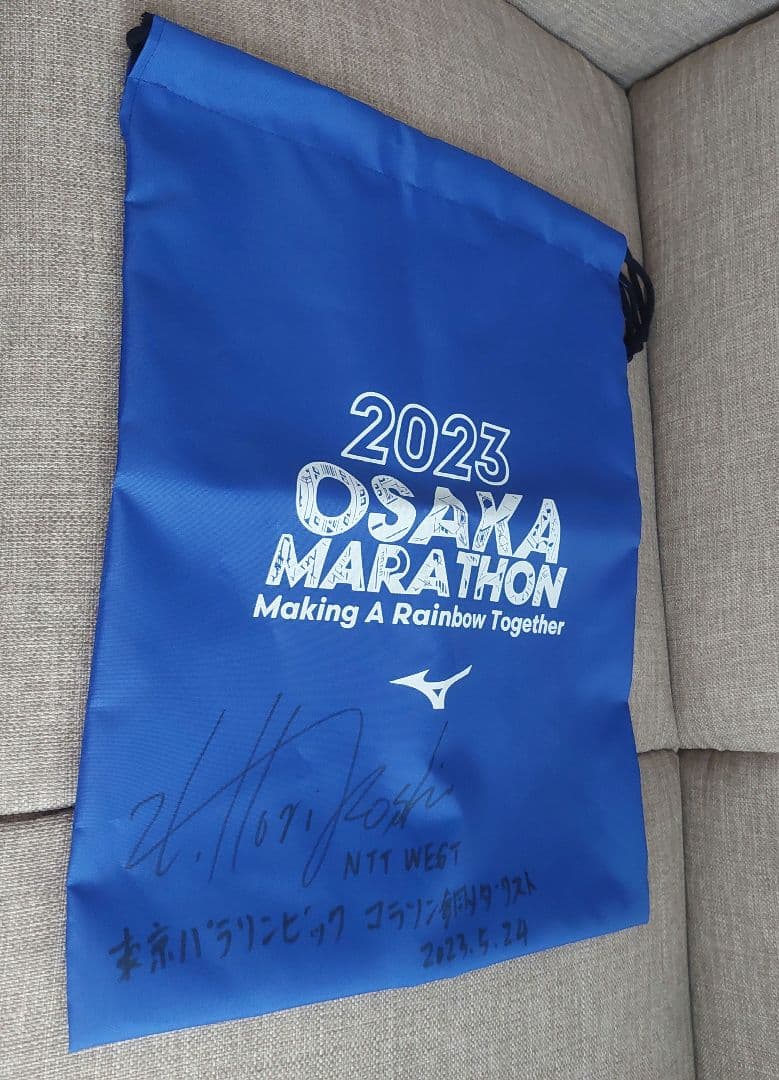 2023
OSAKA
MARATHON
Making A Rainbow Together
H. Horikoshi
NTT WEST
東京パラリンピック マラソン銅メダリスト
2023.5.24